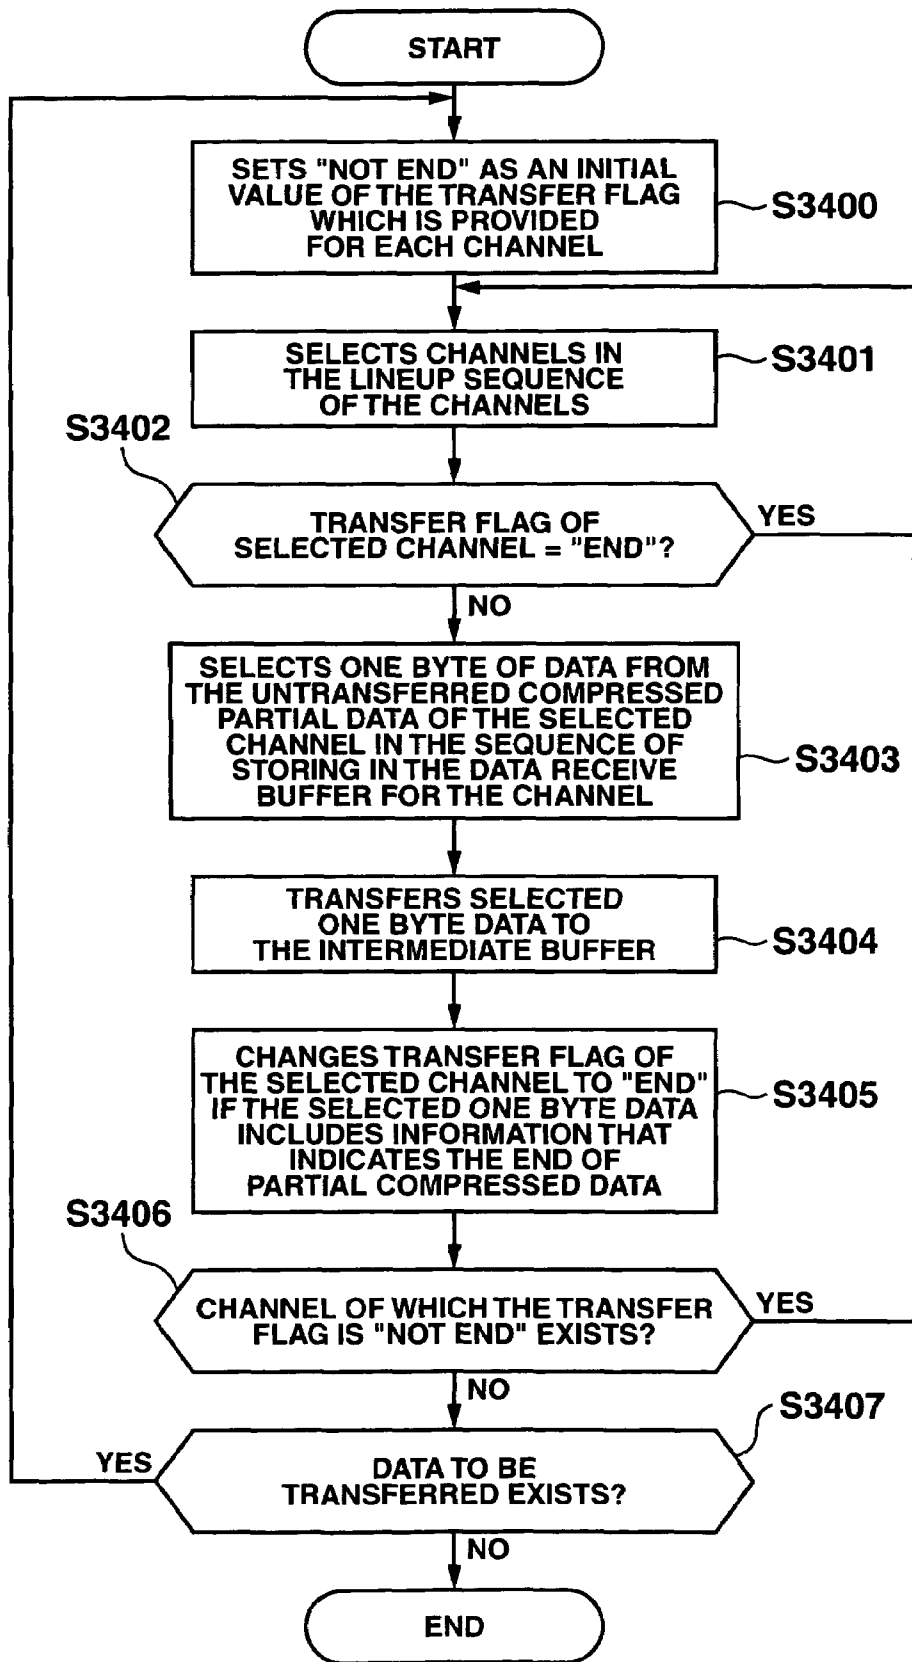 START
SETS "NOT END" AS AN INITIAL
VALUE OF THE TRANSFER FLAG
WHICH IS PROVIDED
FOR EACH CHANNEL
S3400
SELECTS CHANNELS IN
THE LINEUP SEQUENCE
OF THE CHANNELS
S3401
S3402
TRANSFER FLAG OF
SELECTED CHANNEL = "END"?
YES
NO
SELECTS ONE BYTE OF DATA FROM
THE UNTRANSFERRED COMPRESSED
PARTIAL DATA OF THE SELECTED
CHANNEL IN THE SEQUENCE OF
STORING IN THE DATA RECEIVE
BUFFER FOR THE CHANNEL
S3403
TRANSFERS SELECTED
ONE BYTE DATA TO
THE INTERMEDIATE BUFFER
S3404
CHANGES TRANSFER FLAG OF
THE SELECTED CHANNEL TO "END"
IF THE SELECTED ONE BYTE DATA
INCLUDES INFORMATION THAT
INDICATES THE END OF
PARTIAL COMPRESSED DATA
S3405
S3406
CHANNEL OF WHICH THE TRANSFER
FLAG IS "NOT END" EXISTS?
YES
NO
S3407
YES
DATA TO BE
TRANSFERRED EXISTS?
NO
END